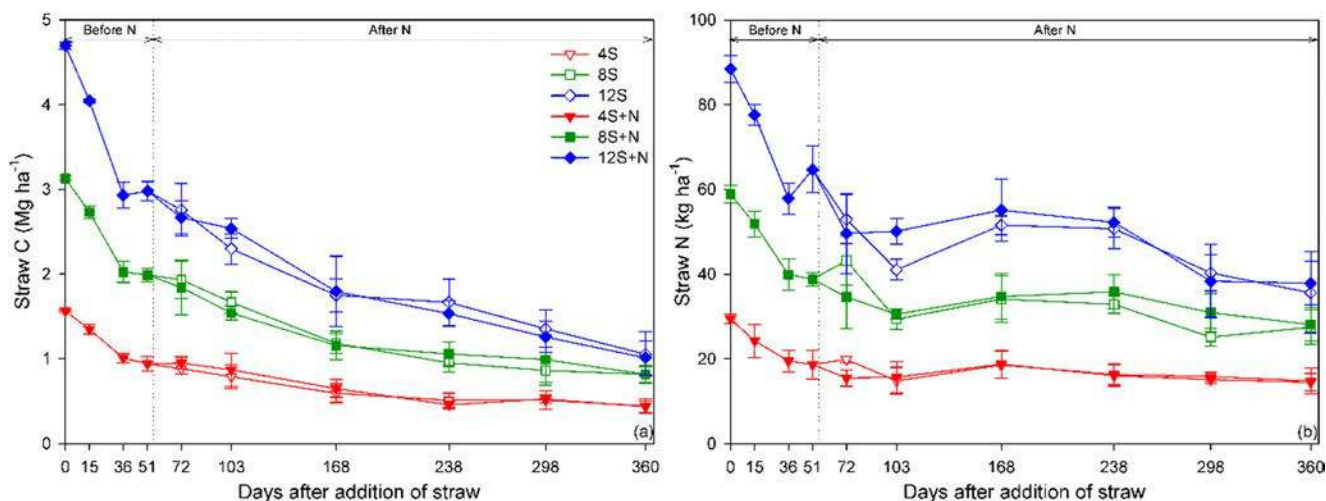 Before N
After N
4S
8S
12S
4S+N
8S+N
12S+N
5
4
3
2
1
0
Straw C (Mg ha⁻¹)
(a)
0 15 36 51 72 103 168 238 298 360
Days after addition of straw
Before N
After N
100
80
60
40
20
0
Straw N (kg ha⁻¹)
(b)
0 15 36 51 72 103 168 238 298 360
Days after addition of straw